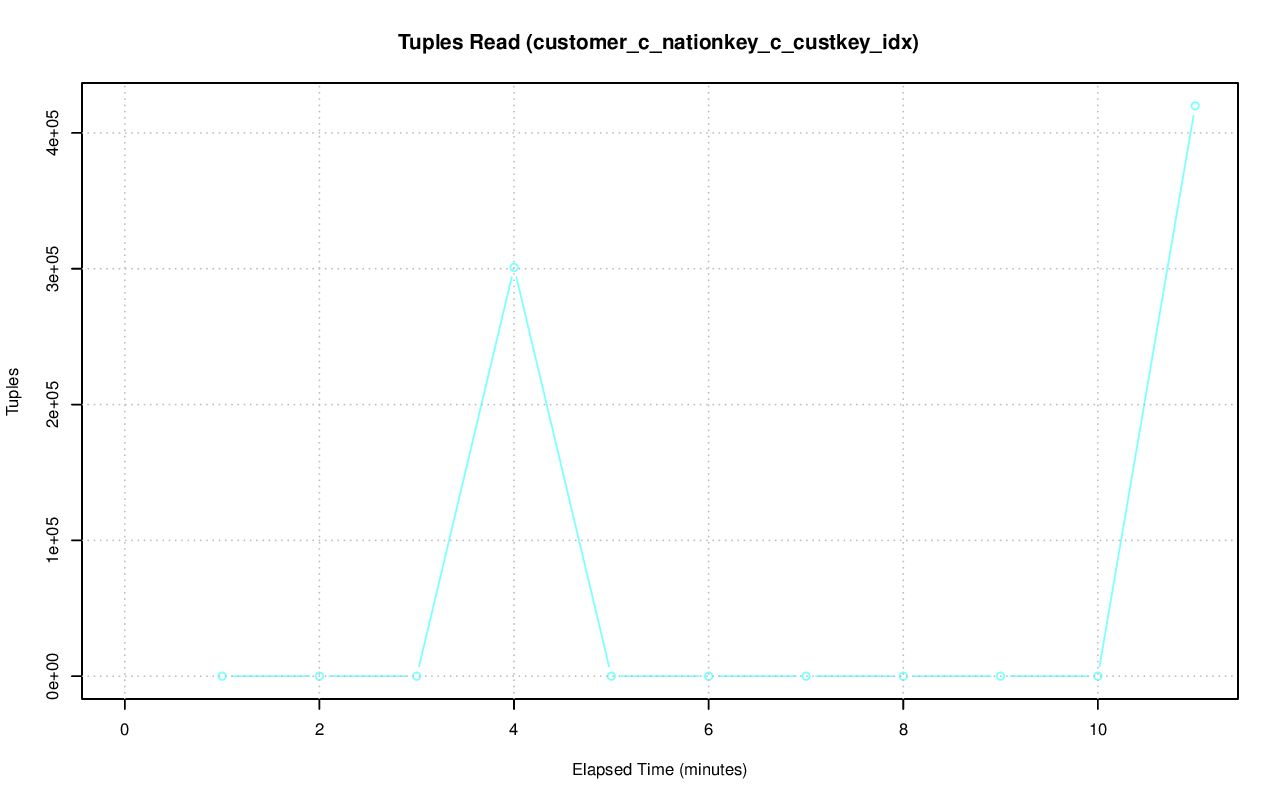 Tuples Read (customer_c_nationkey_c_custkey_idx)
Tuples
4e+05
3e+05
2e+05
1e+05
0e+00
0 2 4 6 8 10
Elapsed Time (minutes)